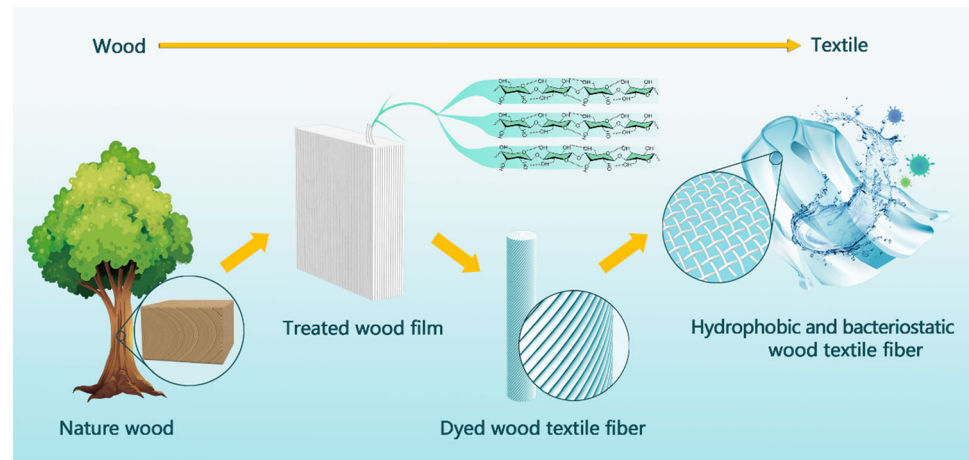 Wood
Textile
Treated wood film
Hydrophobic and bacteriostatic
wood textile fiber
Nature wood
Dyed wood textile fiber